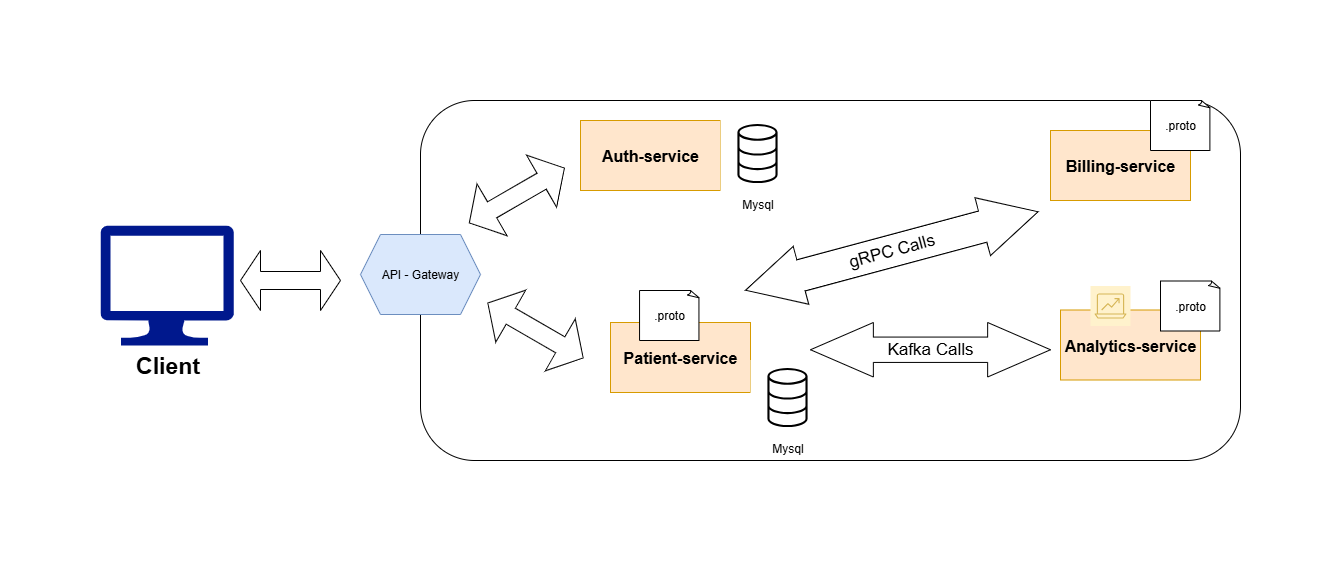 .proto
Auth-service
Billing-service
Mysql
gRPC Calls
API - Gateway
.proto
.proto
Patient-service
Kafka Calls
Analytics-service
Client
Mysql